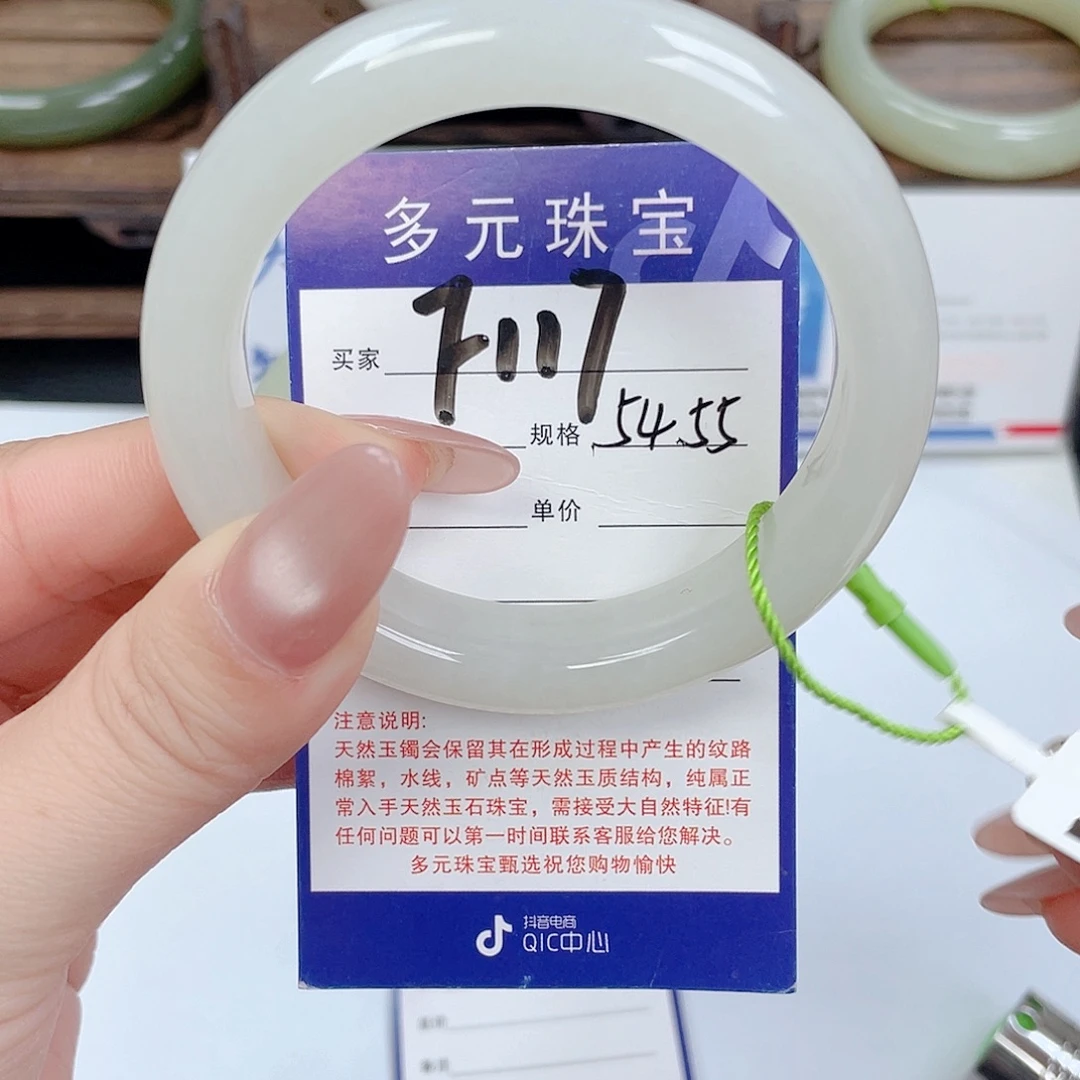 多元珠宝
买家 7-117
规格 54.55
单价
注意说明:
天然玉镯会保留其在形成过程中产生的纹路
棉絮，水线，矿点等天然玉质结构，纯属正
常入手天然玉石珠宝，需接受大自然特征!有
任何问题可以第一时间联系客服给您解决。
多元珠宝甄选祝您购物愉快
抖音电商
QIC中心